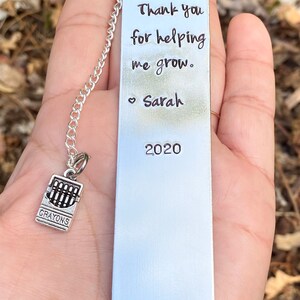 Thank you
for helping
me grow.
♡ Sarah
2020
CRAYONS